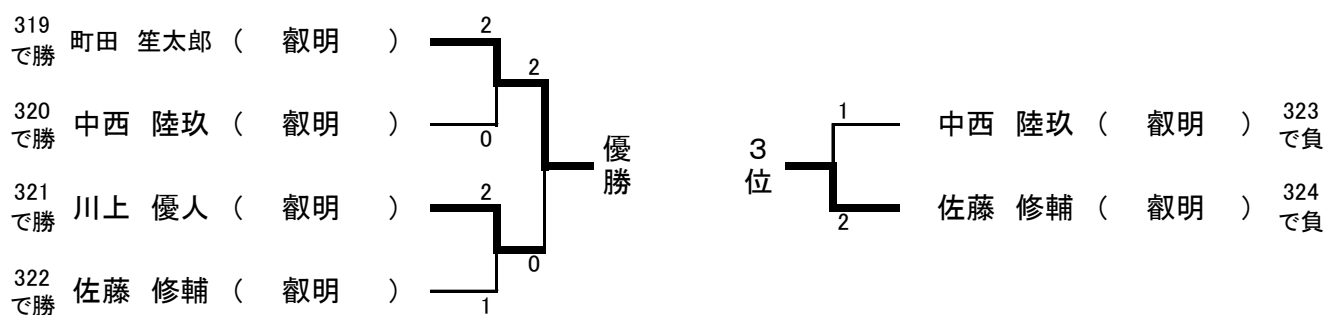 319
で勝 町田 笙太郎 ( 叡明 ) 2
2
320
で勝 中西 陸玖 ( 叡明 ) 0
優勝
321
で勝 川上 優人 ( 叡明 ) 2
0
322
で勝 佐藤 修輔 ( 叡明 ) 1
3位
1 中西 陸玖 ( 叡明 ) 323
で負
2 佐藤 修輔 ( 叡明 ) 324
で負